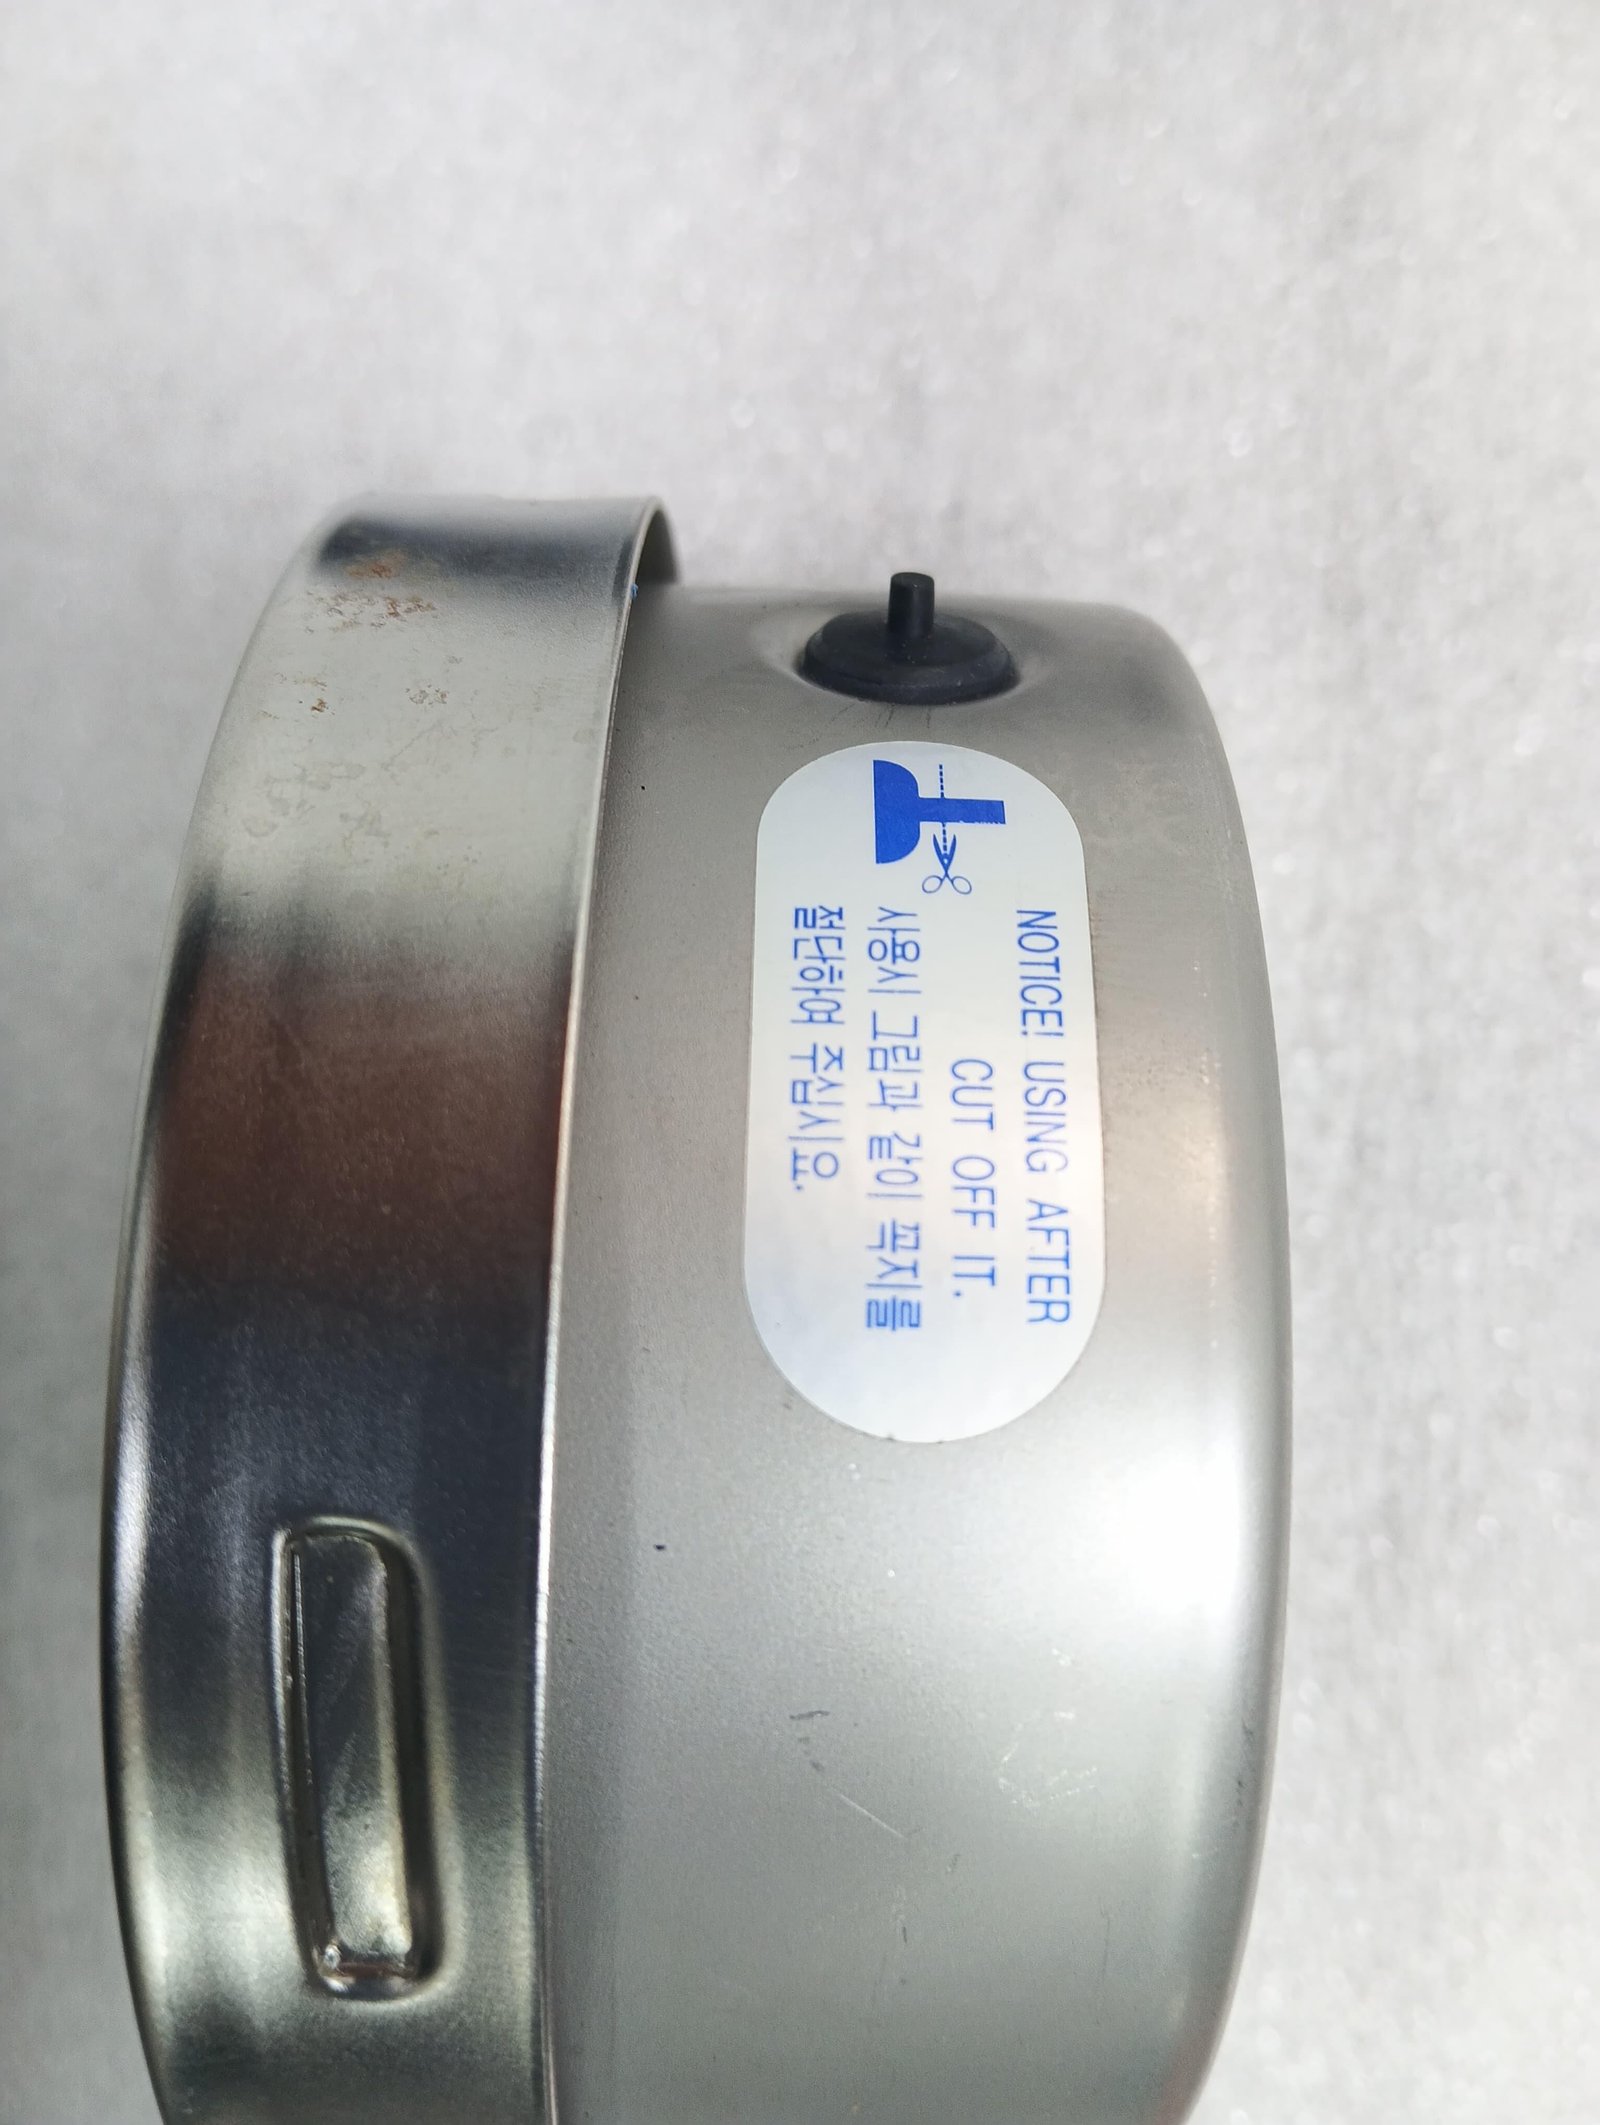 NOTICE! USING AFTER
CUT OFF IT.
사용시 그림과 같이 꼭지를
절단하여 주십시요.